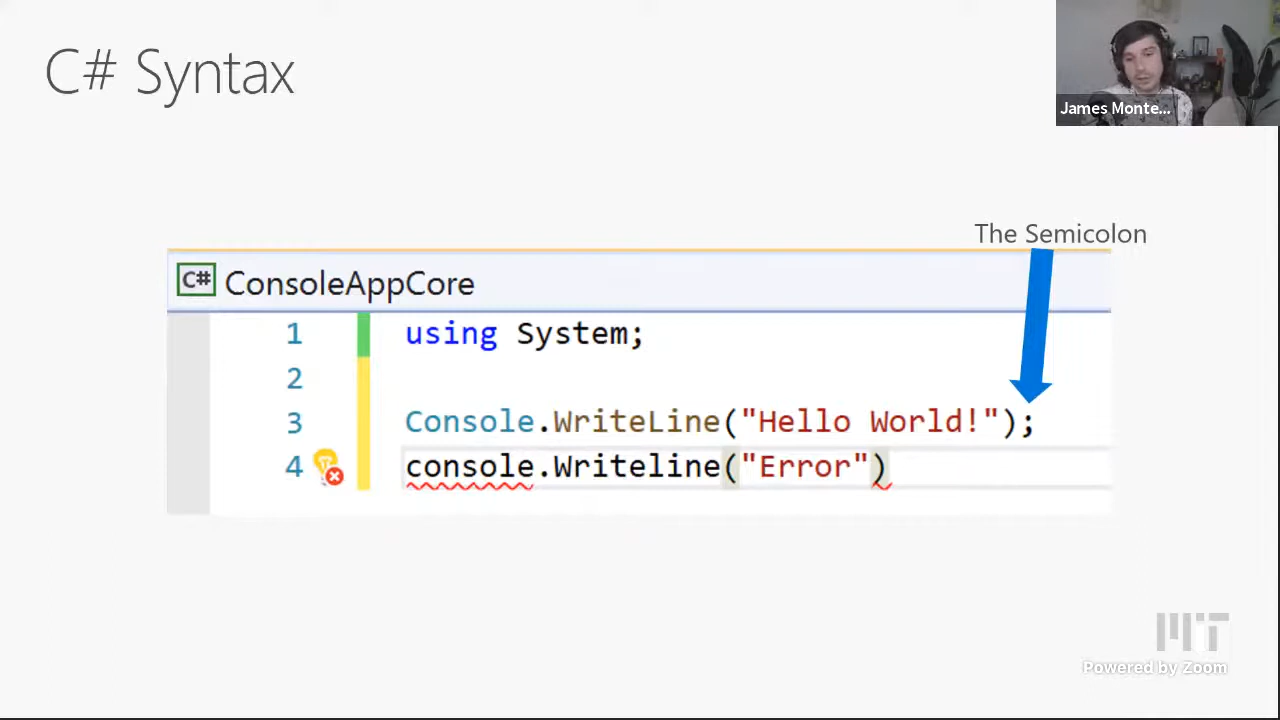 C# Syntax
James Monte...
The Semicolon
C# ConsoleAppCore
1 using System;
2
3 Console.WriteLine("Hello World!");
4 console.Writeline("Error")
MIT
Powered by Zoom